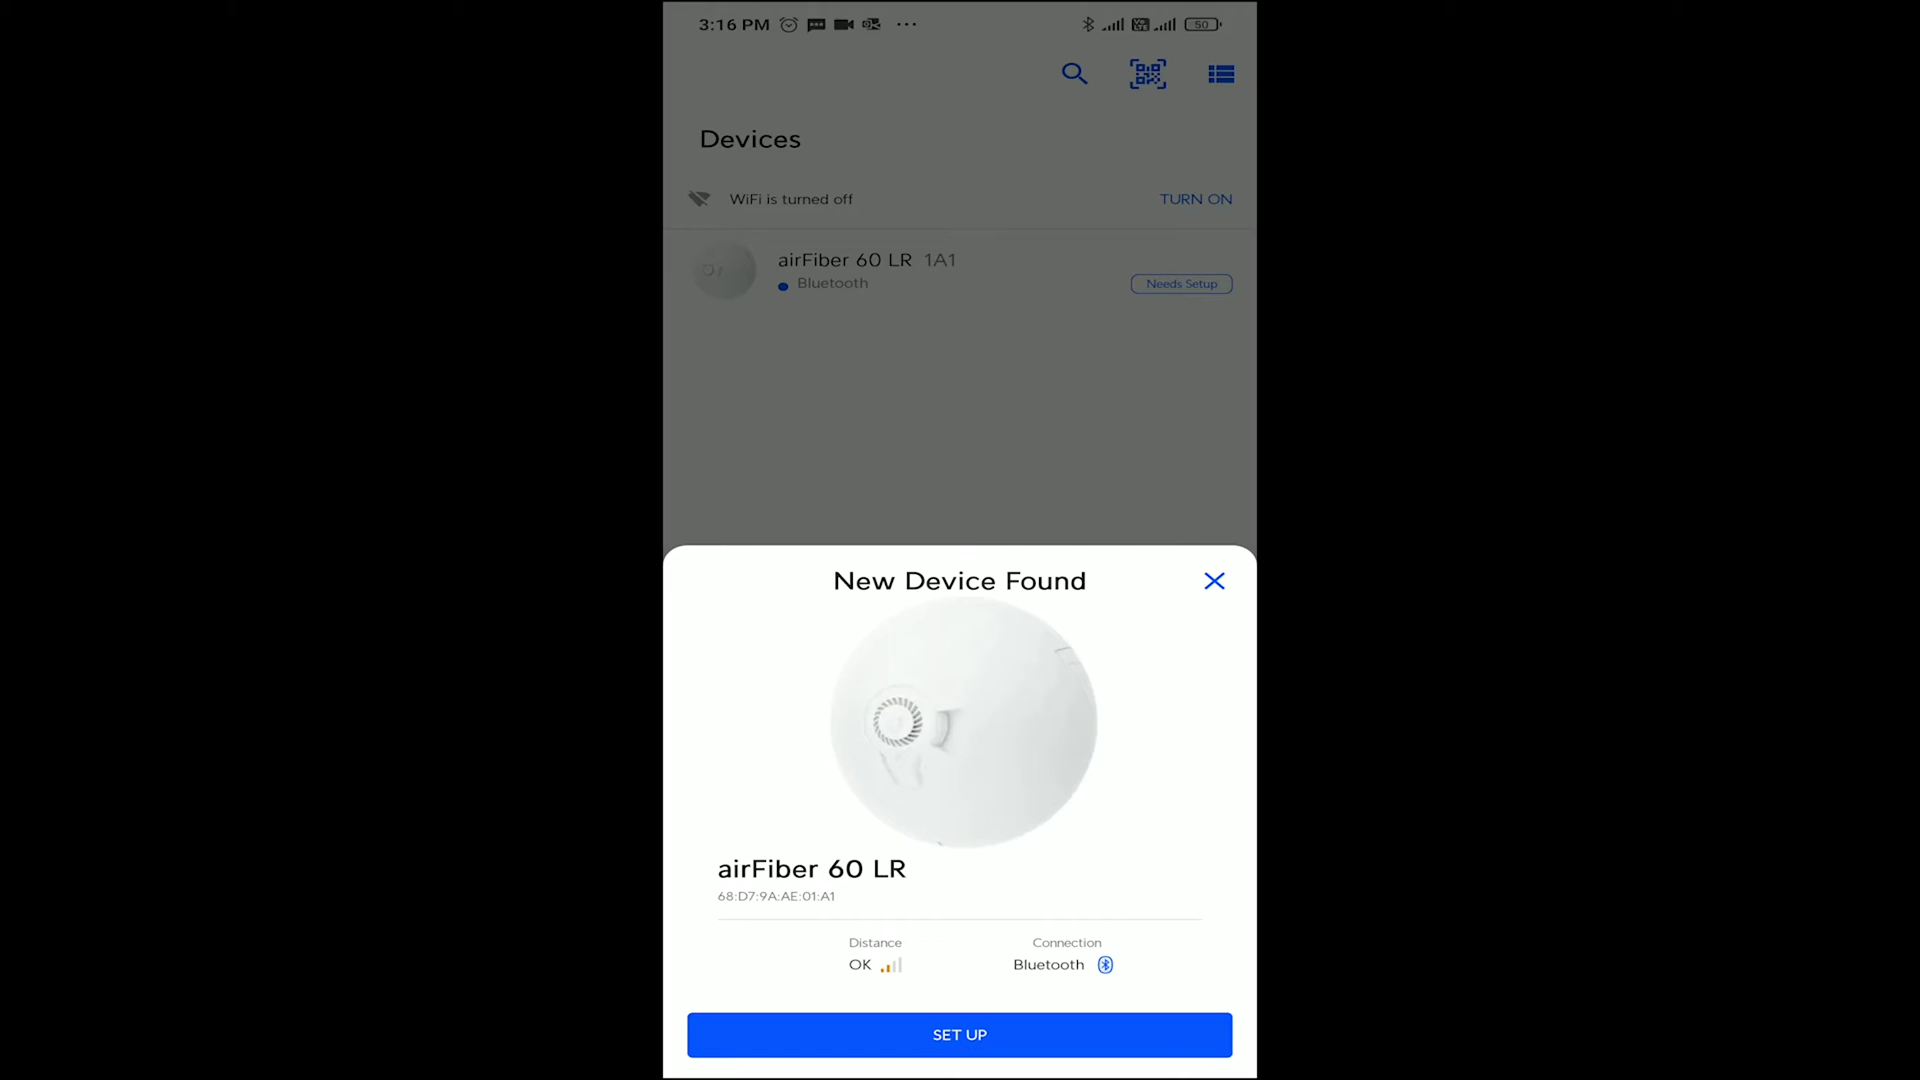 3:16 PM
50
Devices
WiFi is turned off TURN ON
airFiber 60 LR 1A1
Bluetooth
Needs Setup
New Device Found
airFiber 60 LR
68:D7:9A:AE:01:A1
Distance Connection
OK Bluetooth
SET UP